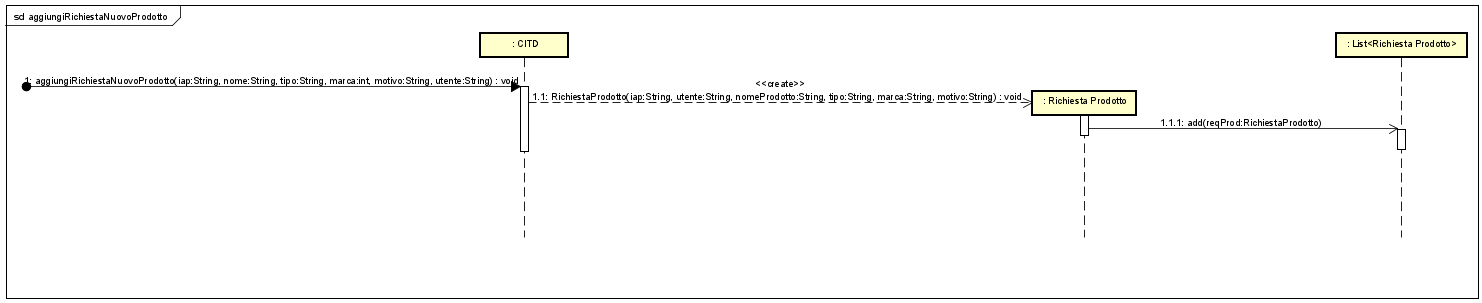 sd aggiungiRichiestaNuovoProdotto
: CITD
: List<Richiesta Prodotto>
1: aggiungiRichiestaNuovoProdotto(iap:String, nome:String, tipo:String, marca:int, motivo:String, utente:String) : void
<<create>>
1.1: RichiestaProdotto(iap:String, utente:String, nomeProdotto:String, tipo:String, marca:String, motivo:String) : void
: Richiesta Prodotto
1.1.1: add(reqProd:RichiestaProdotto)